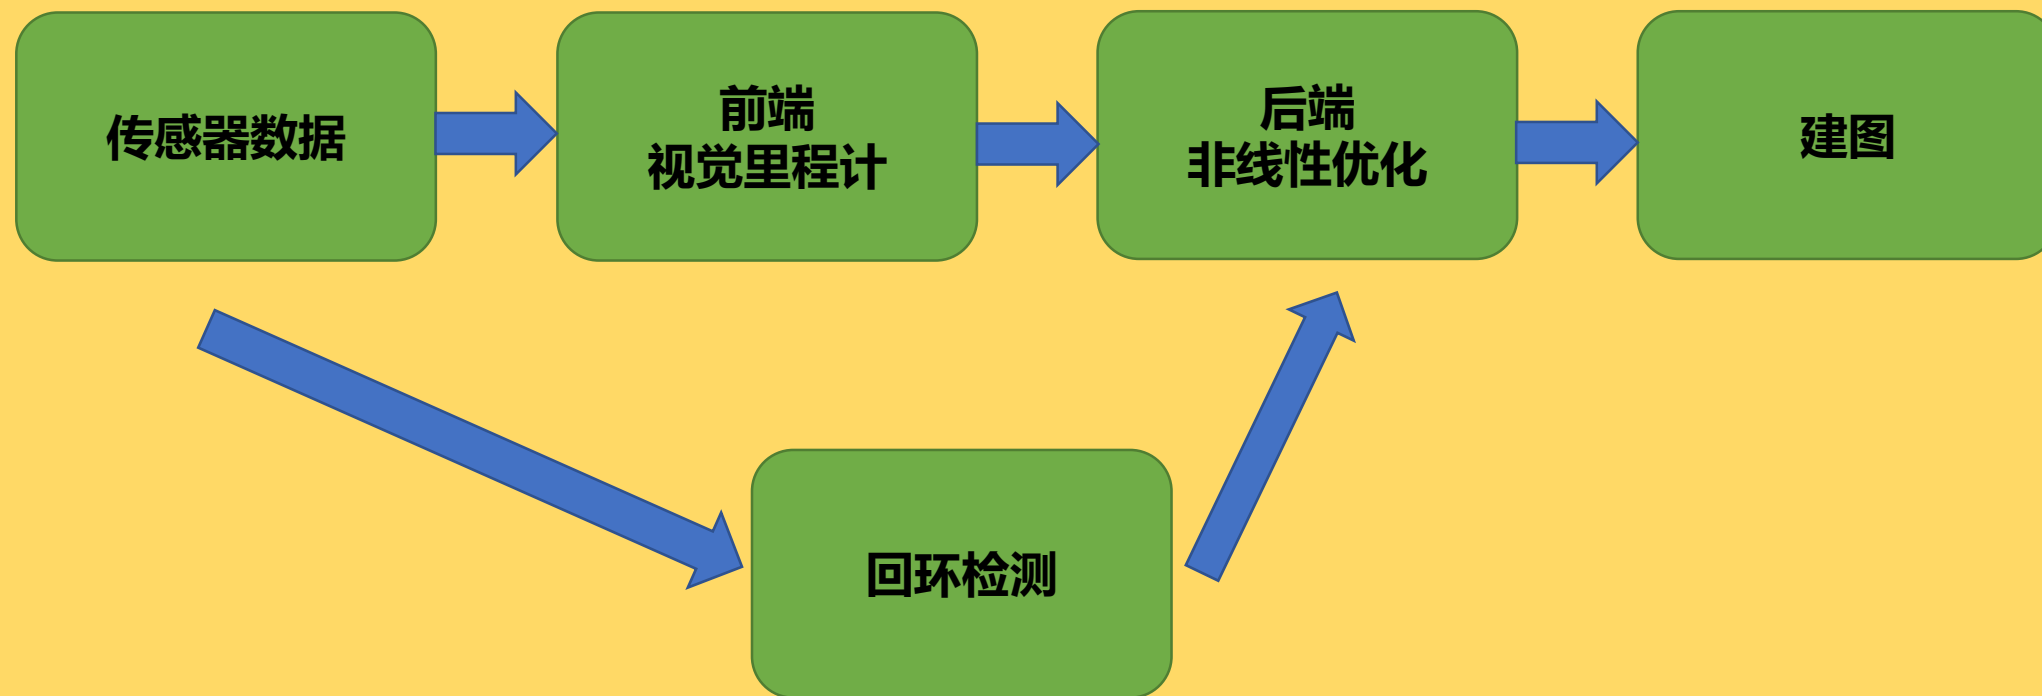 传感器数据
前端
视觉里程计
后端
非线性优化
建图
回环检测